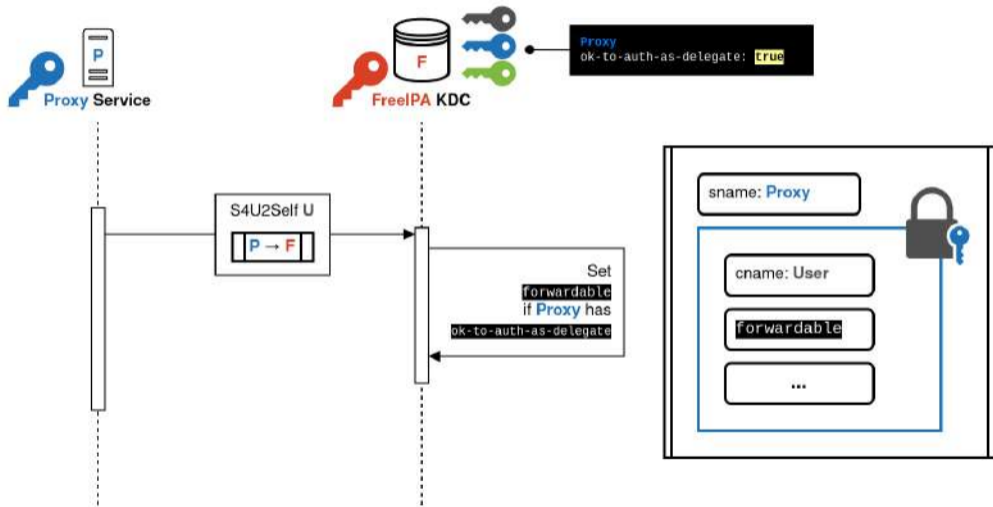 P
Proxy Service
F
FreeIPA KDC
Proxy
ok-to-auth-as-delegate: true
S4U2Self U
P → F
Set
forwardable
if Proxy has
ok-to-auth-as-delegate
sname: Proxy
cname: User
forwardable
...